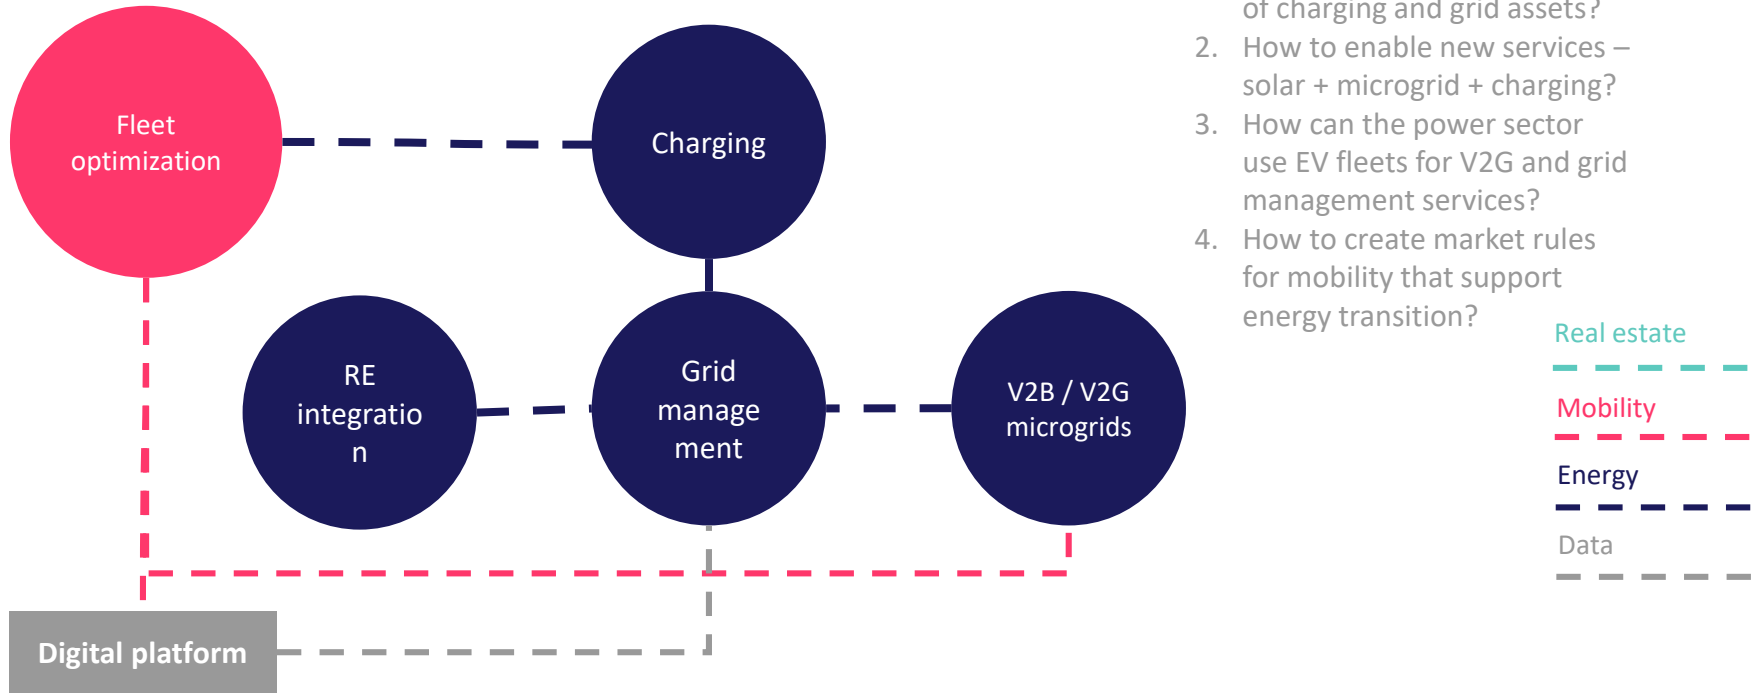 of charging and grid assets?
2. How to enable new services –
solar + microgrid + charging?
3. How can the power sector
use EV fleets for V2G and grid
management services?
4. How to create market rules
for mobility that support
energy transition?
Fleet
optimization
Charging
RE
integratio
n
Grid
manage
ment
V2B / V2G
microgrids
Digital platform
Real estate
Mobility
Energy
Data